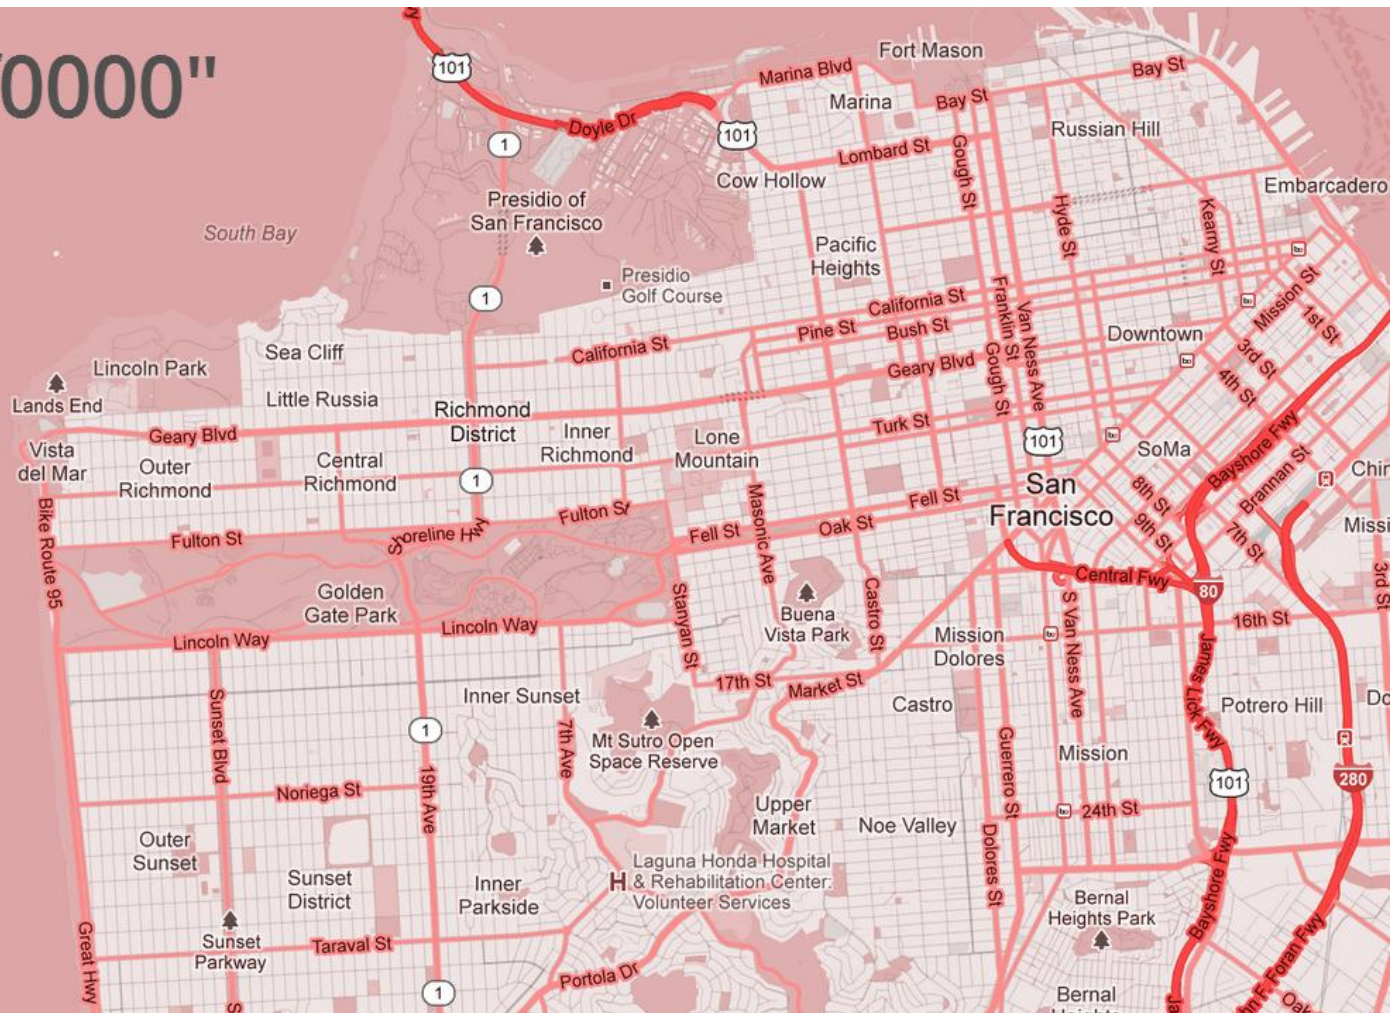 0000"
101
Doyle Dr
Marina Blvd
Fort Mason
Bay St
Marina
Bay St
Russian Hill
101
1
Lombard St
Gough St
Cow Hollow
Embarcadero
Presidio of
San Francisco
Hyde St
Kearny St
South Bay
Pacific
Heights
Presidio
Golf Course
1
California St
Franklin St
Van Ness Ave
Mission St
1st St
Pine St
Bush St
Downtown
Sea Cliff
California St
Geary Blvd
Gough St
3rd St
4th St
Lincoln Park
Lands End
Little Russia
Richmond
District
Geary Blvd
Inner
Richmond
Lone
Mountain
Turk St
101
SoMa
Bayshore Fwy
Vista
del Mar
Outer
Richmond
Central
Richmond
1
San
Francisco
Fell St
8th St
9th St
Brannan St
7th St
Bike Route 95
Fulton St
Shoreline Hwy
Fulton St
Fell St
Masonic Ave
Oak St
Missi
Central Fwy
80
3rd St
Golden
Gate Park
Stanyan St
Buena
Vista Park
Castro St
S Van Ness Ave
16th St
Lincoln Way
Lincoln Way
Mission
Dolores
James Lick Fwy
17th St
Market St
Inner Sunset
Castro
Potrero Hill
Do
Sunset Blvd
1
7th Ave
Mt Sutro Open
Space Reserve
Guerrero St
Mission
101
280
Noriega St
19th Ave
Upper
Market
Noe Valley
24th St
Outer
Sunset
Dolores St
Bayshore Fwy
Sunset
District
Inner
Parkside
H
Laguna Honda Hospital
& Rehabilitation Center:
Volunteer Services
Bernal
Heights Park
Great Hwy
Sunset
Parkway
Taraval St
Portola Dr
1
Bernal
Heights
Ja
hn F. Foran Fwy
Oak
S